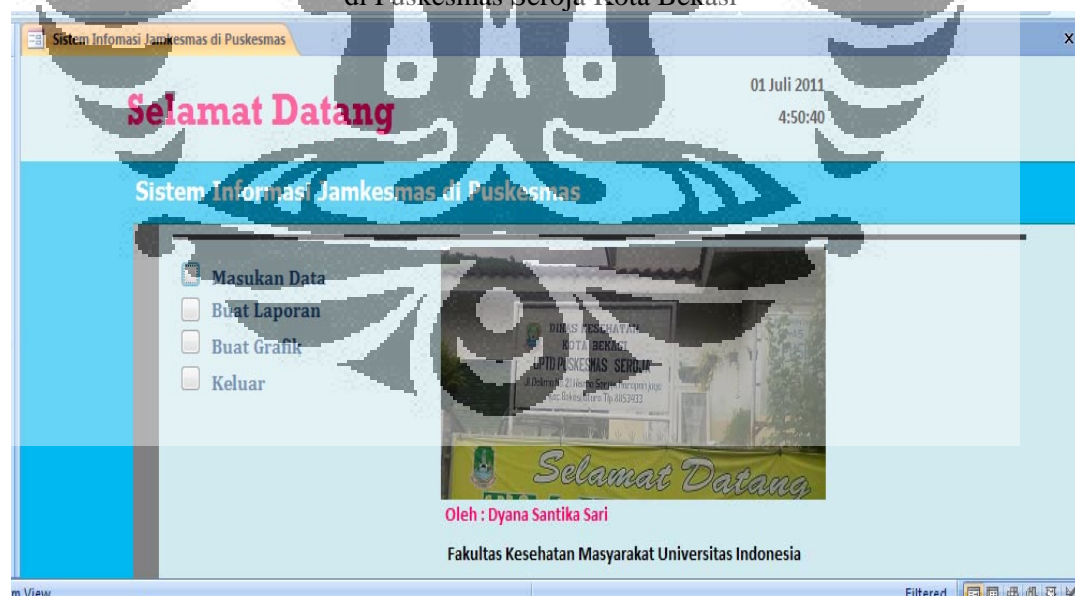 di Puskesmas Seroja Kota Bekasi
Sistem Infomasi Jamkesmas di Puskesmas
X
01 Juli 2011
Selamat Datang
4:50:40
Sistem Informasi Jamkesmas di Puskesmas
Masukan Data
Buat Laporan
Buat Grafik
Keluar
DINAS KESEHATAN
KOTA BEKASI
UPTD PUSKESMAS SEROJA
Selamat Datang
Oleh : Dyana Santika Sari
Fakultas Kesehatan Masyarakat Universitas Indonesia
m View
Filtered